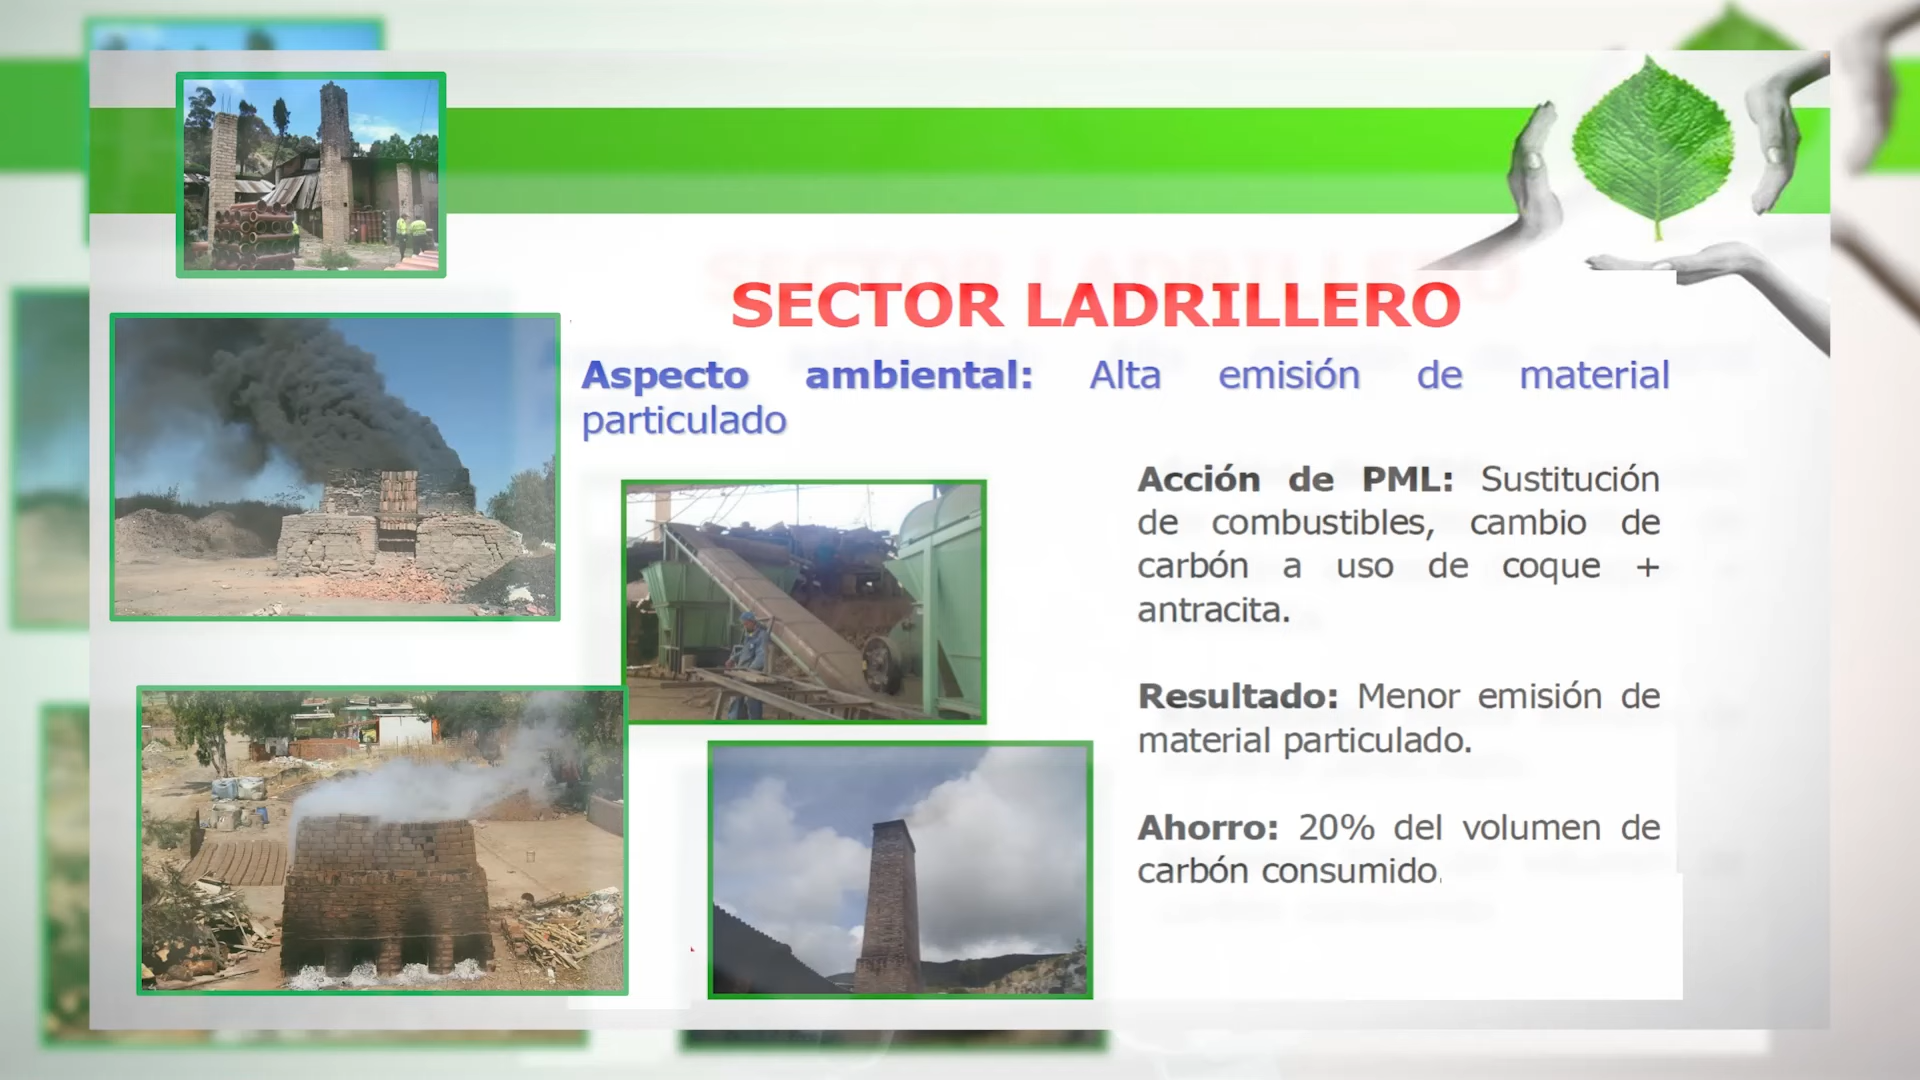 SECTOR LADRILLERO
Aspecto ambiental: Alta emisión de material
particulado
Acción de PML: Sustitución
de combustibles, cambio de
carbón a uso de coque +
antracita.
Resultado: Menor emisión de
material particulado.
Ahorro: 20% del volumen de
carbón consumido.